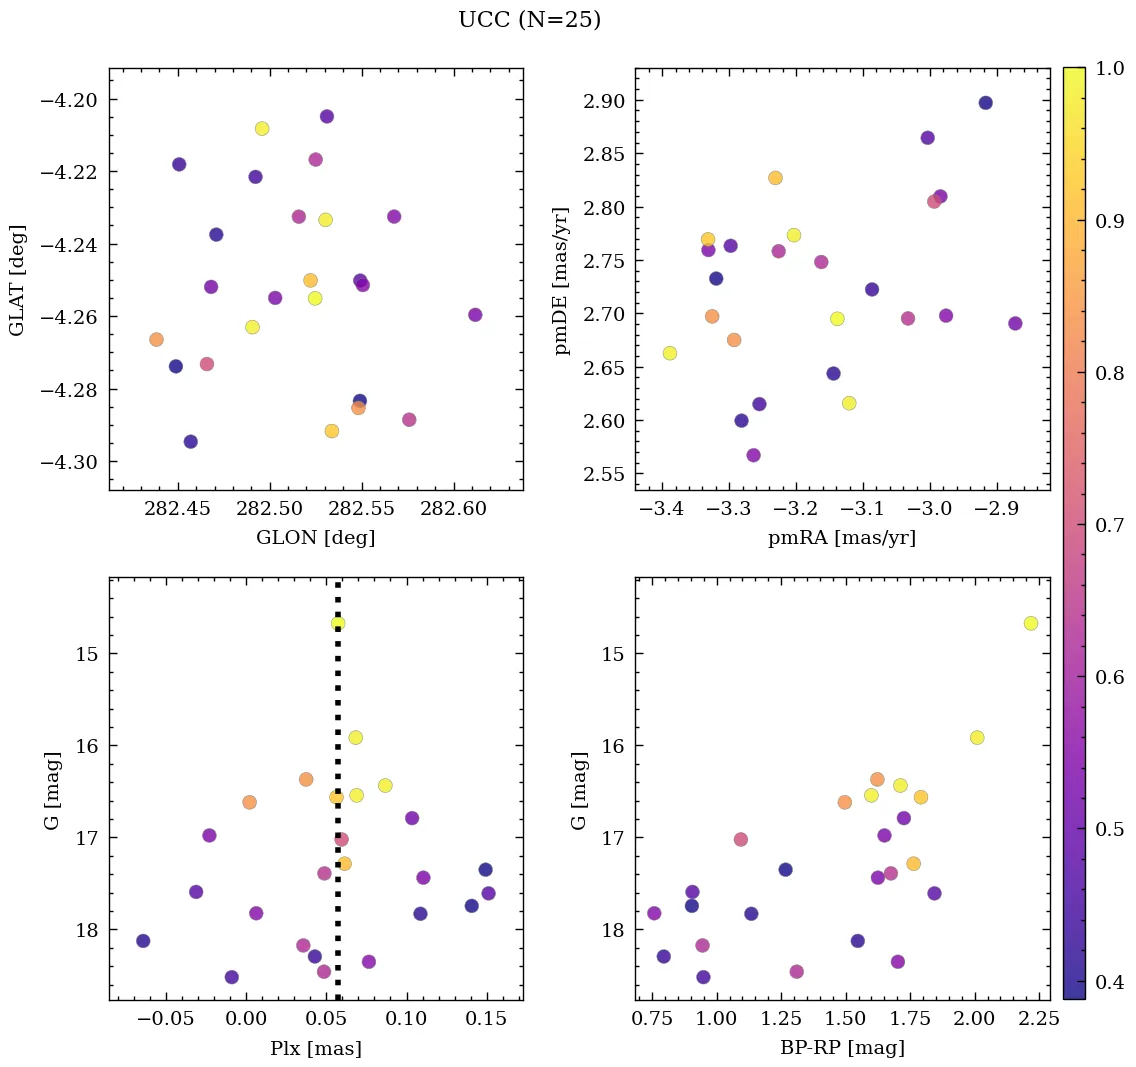 UCC (N=25)
−4.20
−4.22
−4.24
−4.26
−4.28
−4.30
GLAT [deg]
282.45 282.50 282.55 282.60
GLON [deg]
2.90
2.85
2.80
2.75
2.70
2.65
2.60
2.55
pmDE [mas/yr]
−3.4 −3.3 −3.2 −3.1 −3.0 −2.9
pmRA [mas/yr]
15
16
17
18
G [mag]
−0.05 0.00 0.05 0.10 0.15
Plx [mas]
15
16
17
18
G [mag]
0.75 1.00 1.25 1.50 1.75 2.00 2.25
BP-RP [mag]
1.0
0.9
0.8
0.7
0.6
0.5
0.4